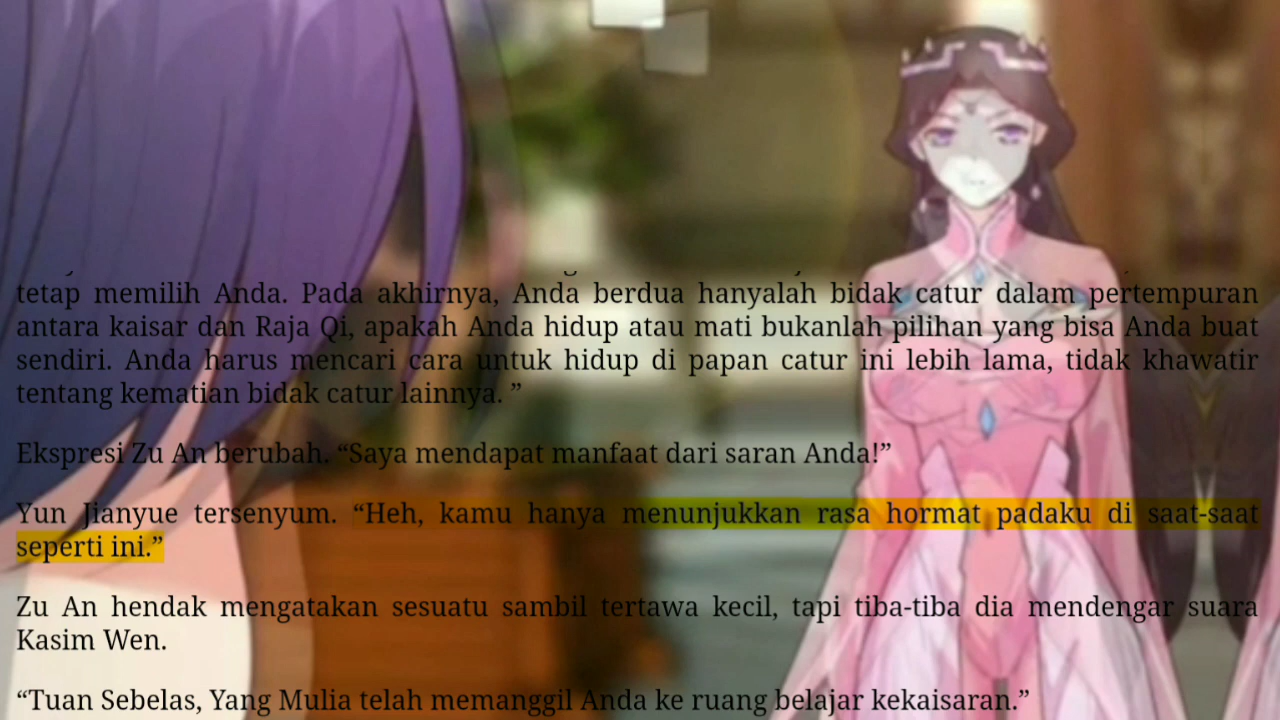 tetap memilih Anda. Pada akhirnya, Anda berdua hanyalah bidak catur dalam pertempuran
antara kaisar dan Raja Qi, apakah Anda hidup atau mati bukanlah pilihan yang bisa Anda buat
sendiri. Anda harus mencari cara untuk hidup di papan catur ini lebih lama, tidak khawatir
tentang kematian bidak catur lainnya. ”
Ekspresi Zu An berubah. “Saya mendapat manfaat dari saran Anda!”
Yun Jianyue tersenyum. “Heh, kamu hanya menunjukkan rasa hormat padaku di saat-saat
seperti ini.”
Zu An hendak mengatakan sesuatu sambil tertawa kecil, tapi tiba-tiba dia mendengar suara
Kasim Wen.
“Tuan Sebelas, Yang Mulia telah memanggil Anda ke ruang belajar kekaisaran.”